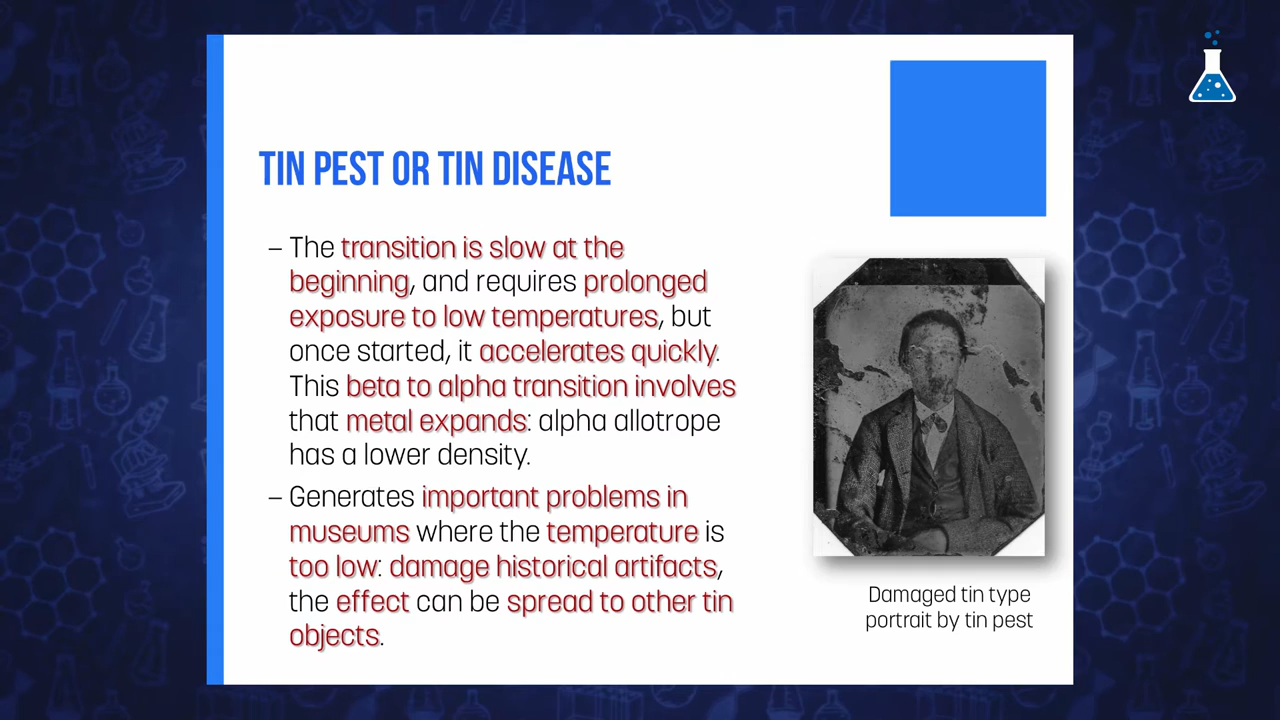 TIN PEST OR TIN DISEASE
– The transition is slow at the
beginning, and requires prolonged
exposure to low temperatures, but
once started, it accelerates quickly.
This beta to alpha transition involves
that metal expands: alpha allotrope
has a lower density.
– Generates important problems in
museums where the temperature is
too low: damage historical artifacts,
the effect can be spread to other tin
objects.
Damaged tin type
portrait by tin pest